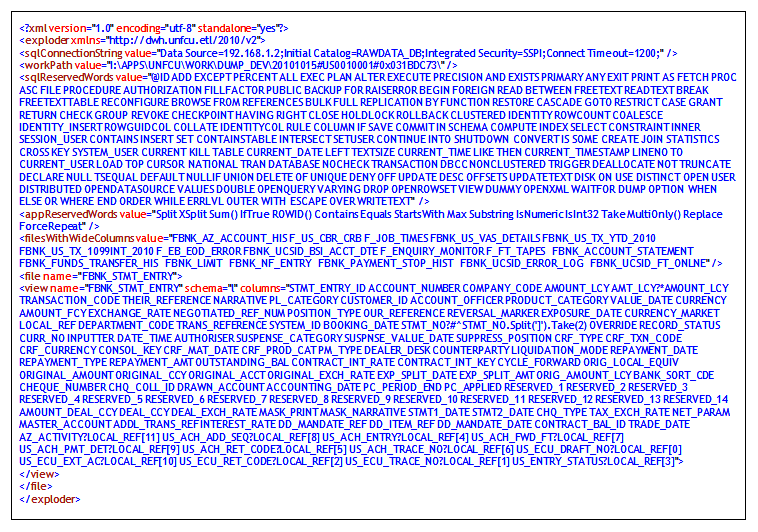 <?xml version="1.0" encoding="utf-8" standalone="yes"?>
<exploder xmlns="http://dwh.unfcu.etl/2010/v2">
<sqlConnectionString value="Data Source=192.168.1.2;Initial Catalog=RAWDATA_DB;Integrated Security=SSPI;Connect Timeout=1200;" />
<workPath value="I:\APPS\UNFCU\WORK\DUMP_DEV\20101015#US0010001#0x031BDC73\" />
<sqlReservedWords value="@ID ADD EXCEPT PERCENT ALL EXEC PLAN ALTER EXECUTE PRECISION AND EXISTS PRIMARY ANY EXIT PRINT AS FETCH PROC
ASC FILE PROCEDURE AUTHORIZATION FILLFACTOR PUBLIC BACKUP FOR RAISERROR BEGIN FOREIGN READ BETWEEN FREETEXT READTEXT BREAK
FREETEXTTABLE RECONFIGURE BROWSE FROM REFERENCES BULK FULL REPLICATION BY FUNCTION RESTORE CASCADE GOTO RESTRICT CASE GRANT
RETURN CHECK GROUP REVOKE CHECKPOINT HAVING RIGHT CLOSE HOLDLOCK ROLLBACK CLUSTERED IDENTITY ROWCOUNT COALESCE
IDENTITY_INSERT ROWGUIDCOL COLLATE IDENTITYCOL RULE COLUMN IF SAVE COMMIT IN SCHEMA COMPUTE INDEX SELECT CONSTRAINT INNER
SESSION_USER CONTAINS INSERT SET CONTAINSTABLE INTERSECT SETUSER CONTINUE INTO SHUTDOWN CONVERT IS SOME CREATE JOIN STATISTICS
CROSS KEY SYSTEM_USER CURRENT KILL TABLE CURRENT_DATE LEFT TEXTSIZE CURRENT_TIME LIKE THEN CURRENT_TIMESTAMP LINENO TO
CURRENT_USER LOAD TOP CURSOR NATIONAL TRAN DATABASE NOCHECK TRANSACTION DBCC NONCLUSTERED TRIGGER DEALLOCATE NOT TRUNCATE
DECLARE NULL TSEQUAL DEFAULT NULLIF UNION DELETE OF UNIQUE DENY OFF UPDATE DESC OFFSETS UPDATETEXT DISK ON USE DISTINCT OPEN USER
DISTRIBUTED OPENDATASOURCE VALUES DOUBLE OPENQUERY VARYING DROP OPENROWSET VIEW DUMMY OPENXML WAITFOR DUMP OPTION WHEN
ELSE OR WHERE END ORDER WHILE ERRLVL OUTER WITH ESCAPE OVER WRITETEXT" />
<appReservedWords value="Split XSplit Sum() IfTrue ROWID() Contains Equals StartsWith Max Substring IsNumeric IsInt32 Take MultiOnly() Replace
ForceRepeat" />
<filesWithWideColumns value="FBNK_AZ_ACCOUNT_HIS F_US_CBR_CRB F_JOB_TIMES FBNK_US_VAS_DETAILS FBNK_US_TX_YTD_2010
FBNK_US_TX_1099INT_2010 F_EB_EOD_ERROR FBNK_UCSID_BSI_ACCT_DTE F_ENQUIRY_MONITOR F_FT_TAPES FBNK_ACCOUNT_STATEMENT
FBNK_FUNDS_TRANSFER_HIS FBNK_LIMIT FBNK_NF_ENTRY FBNK_PAYMENT_STOP_HIST FBNK_UCSID_ERROR_LOG FBNK_UCSID_FT_ONLNE" />
<file name="FBNK_STMT_ENTRY">
<view name="FBNK_STMT_ENTRY" schema="t" columns="STMT_ENTRY_ID ACCOUNT_NUMBER COMPANY_CODE AMOUNT_LCY AMT_LCY?*AMOUNT_LCY
TRANSACTION_CODE THEIR_REFERENCE NARRATIVE PL_CATEGORY CUSTOMER_ID ACCOUNT_OFFICER PRODUCT_CATEGORY VALUE_DATE CURRENCY
AMOUNT_FCY EXCHANGE_RATE NEGOTIATED_REF_NUM POSITION_TYPE OUR_REFERENCE REVERSAL_MARKER EXPOSURE_DATE CURRENCY_MARKET
LOCAL_REF DEPARTMENT_CODE TRANS_REFERENCE SYSTEM_ID BOOKING_DATE STMT_NO?#^STMT_NO.Split(']').Take(2) OVERRIDE RECORD_STATUS
CURR_NO INPUTTER DATE_TIME AUTHORISER SUSPENSE_CATEGORY SUSPNSE_VALUE_DATE SUPPRESS_POSITION CRF_TYPE CRF_TXN_CODE
CRF_CURRENCY CONSOL_KEY CRF_MAT_DATE CRF_PROD_CAT PM_TYPE DEALER_DESK COUNTERPARTY LIQUIDATION_MODE REPAYMENT_DATE
REPAYMENT_TYPE REPAYMENT_AMT OUTSTANDING_BAL CONTRACT_INT_RATE CONTRACT_INT_KEY CYCLE_FORWARD ORIG_LOCAL_EQUIV
ORIGINAL_AMOUNT ORIGINAL_CCY ORIGINAL_ACCT ORIGINAL_EXCH_RATE EXP_SPLIT_DATE EXP_SPLIT_AMT ORIG_AMOUNT_LCY BANK_SORT_CDE
CHEQUE_NUMBER CHQ_COLL_ID DRAWN_ACCOUNT ACCOUNTING_DATE PC_PERIOD_END PC_APPLIED RESERVED_1 RESERVED_2 RESERVED_3
RESERVED_4 RESERVED_5 RESERVED_6 RESERVED_7 RESERVED_8 RESERVED_9 RESERVED_10 RESERVED_11 RESERVED_12 RESERVED_13 RESERVED_14
AMOUNT_DEAL_CCY DEAL_CCY DEAL_EXCH_RATE MASK_PRINT MASK_NARRATIVE STMT1_DATE STMT2_DATE CHQ_TYPE TAX_EXCH_RATE NET_PARAM
MASTER_ACCOUNT ADDL_TRANS_REF INTEREST_RATE DD_MANDATE_REF DD_ITEM_REF DD_MANDATE_DATE CONTRACT_BAL_ID TRADE_DATE
AZ_ACTIVITY?LOCAL_REF[11] US_ACH_ADD_SEQ?LOCAL_REF[8] US_ACH_ENTRY?LOCAL_REF[4] US_ACH_FWD_FT?LOCAL_REF[7]
US_ACH_PMT_DET?LOCAL_REF[9] US_ACH_RET_CODE?LOCAL_REF[5] US_ACH_TRACE_NO?LOCAL_REF[6] US_ECU_DRAFT_NO?LOCAL_REF[0]
US_ECU_EXT_AC?LOCAL_REF[10] US_ECU_RET_CODE?LOCAL_REF[2] US_ECU_TRACE_NO?LOCAL_REF[1] US_ENTRY_STATUS?LOCAL_REF[3]">
</view>
</file>
</exploder>